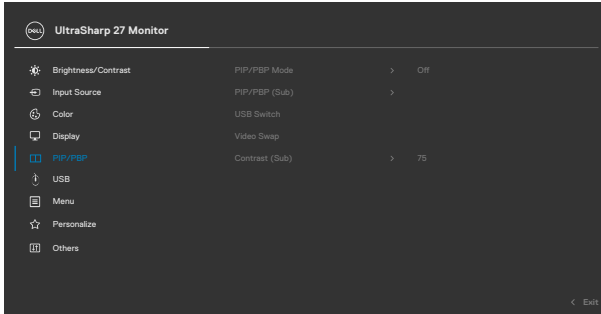 DELL UltraSharp 27 Monitor
Brightness/Contrast PIP/PBP Mode > Off
Input Source PIP/PBP (Sub) >
Color USB Switch
Display Video Swap
PIP/PBP Contrast (Sub) > 75
USB
Menu
Personalize
Others
< Exit